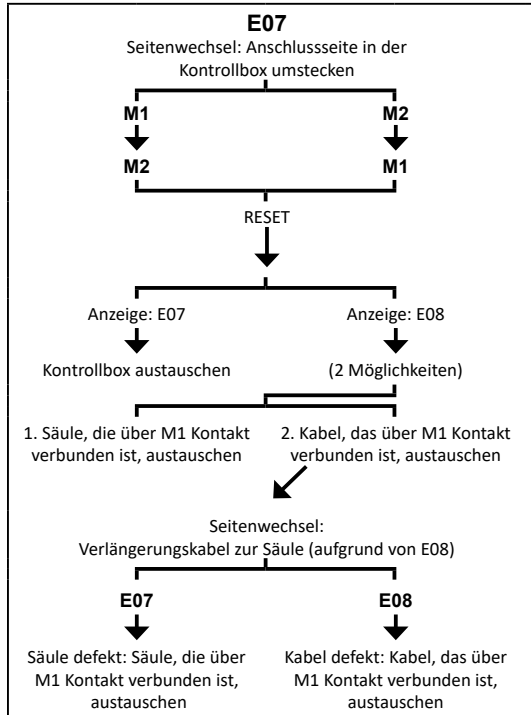 E07
Seitenwechsel: Anschlussseite in der
Kontrollbox umstecken
M1
M2
M2
M1
RESET
Anzeige: E07
Anzeige: E08
Kontrollbox austauschen
(2 Möglichkeiten)
1. Säule, die über M1 Kontakt
verbunden ist, austauschen
2. Kabel, das über M1 Kontakt
verbunden ist, austauschen
Seitenwechsel:
Verlängerungskabel zur Säule (aufgrund von E08)
E07
E08
Säule defekt: Säule, die über
M1 Kontakt verbunden ist,
austauschen
Kabel defekt: Kabel, das über
M1 Kontakt verbunden ist,
austauschen